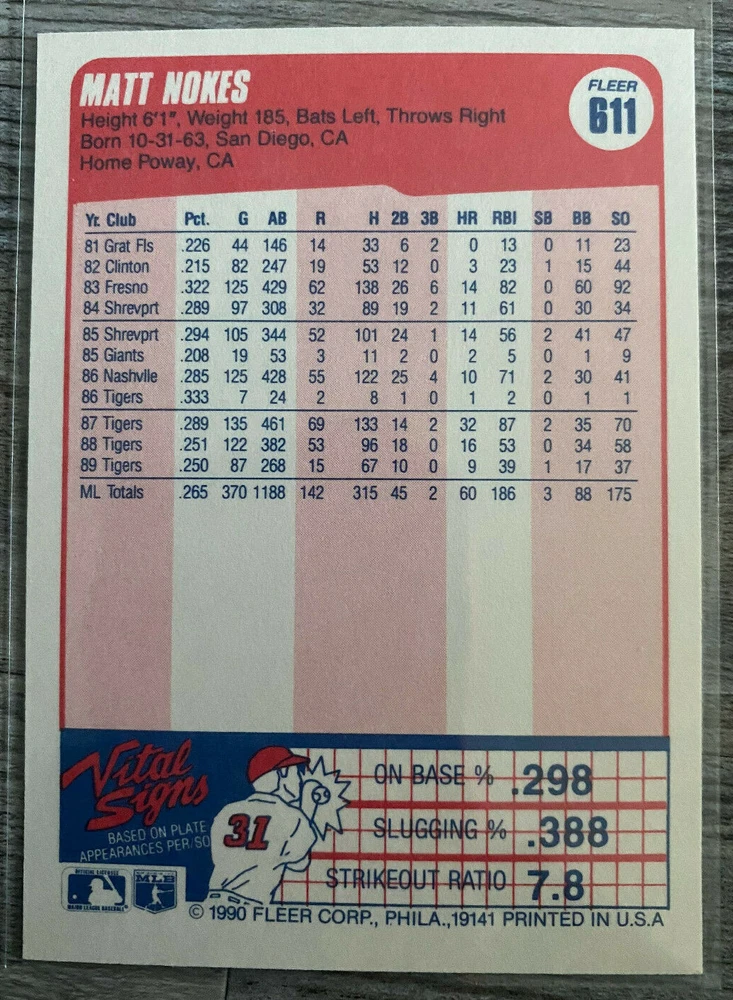 MATT NOKES
Height 6'1", Weight 185, Bats Left, Throws Right
Born 10-31-63, San Diego, CA
Home Poway, CA
FLEER
611
Yr. Club Pct. G AB R H 2B 3B HR RBI SB BB SO
81 Grat Fls .226 44 146 14 33 6 2 0 13 0 11 23
82 Clinton .215 82 247 19 53 12 0 3 23 1 15 44
83 Fresno .322 125 429 62 138 26 6 14 82 0 60 92
84 Shrevprt .289 97 308 32 89 19 2 11 61 0 30 34
85 Shrevprt .294 105 344 52 101 24 1 14 56 2 41 47
85 Giants .208 19 53 3 11 2 0 2 5 0 1 9
86 Nashvlle .285 125 428 55 122 25 4 10 71 2 30 41
86 Tigers .333 7 24 2 8 1 0 1 2 0 1 1
87 Tigers .289 135 461 69 133 14 2 32 87 2 35 70
88 Tigers .251 122 382 53 96 18 0 16 53 0 34 58
89 Tigers .250 87 268 15 67 10 0 9 39 1 17 37
ML Totals .265 370 1188 142 315 45 2 60 186 3 88 175
Vital
Signs
BASED ON PLATE
APPEARANCES PER/SO
31
ON BASE % .298
SLUGGING % .388
STRIKEOUT RATIO 7.8
OFFICIAL LICENSEE
MAJOR LEAGUE BASEBALL
MLB
© 1990 FLEER CORP., PHILA.,19141 PRINTED IN U.S.A